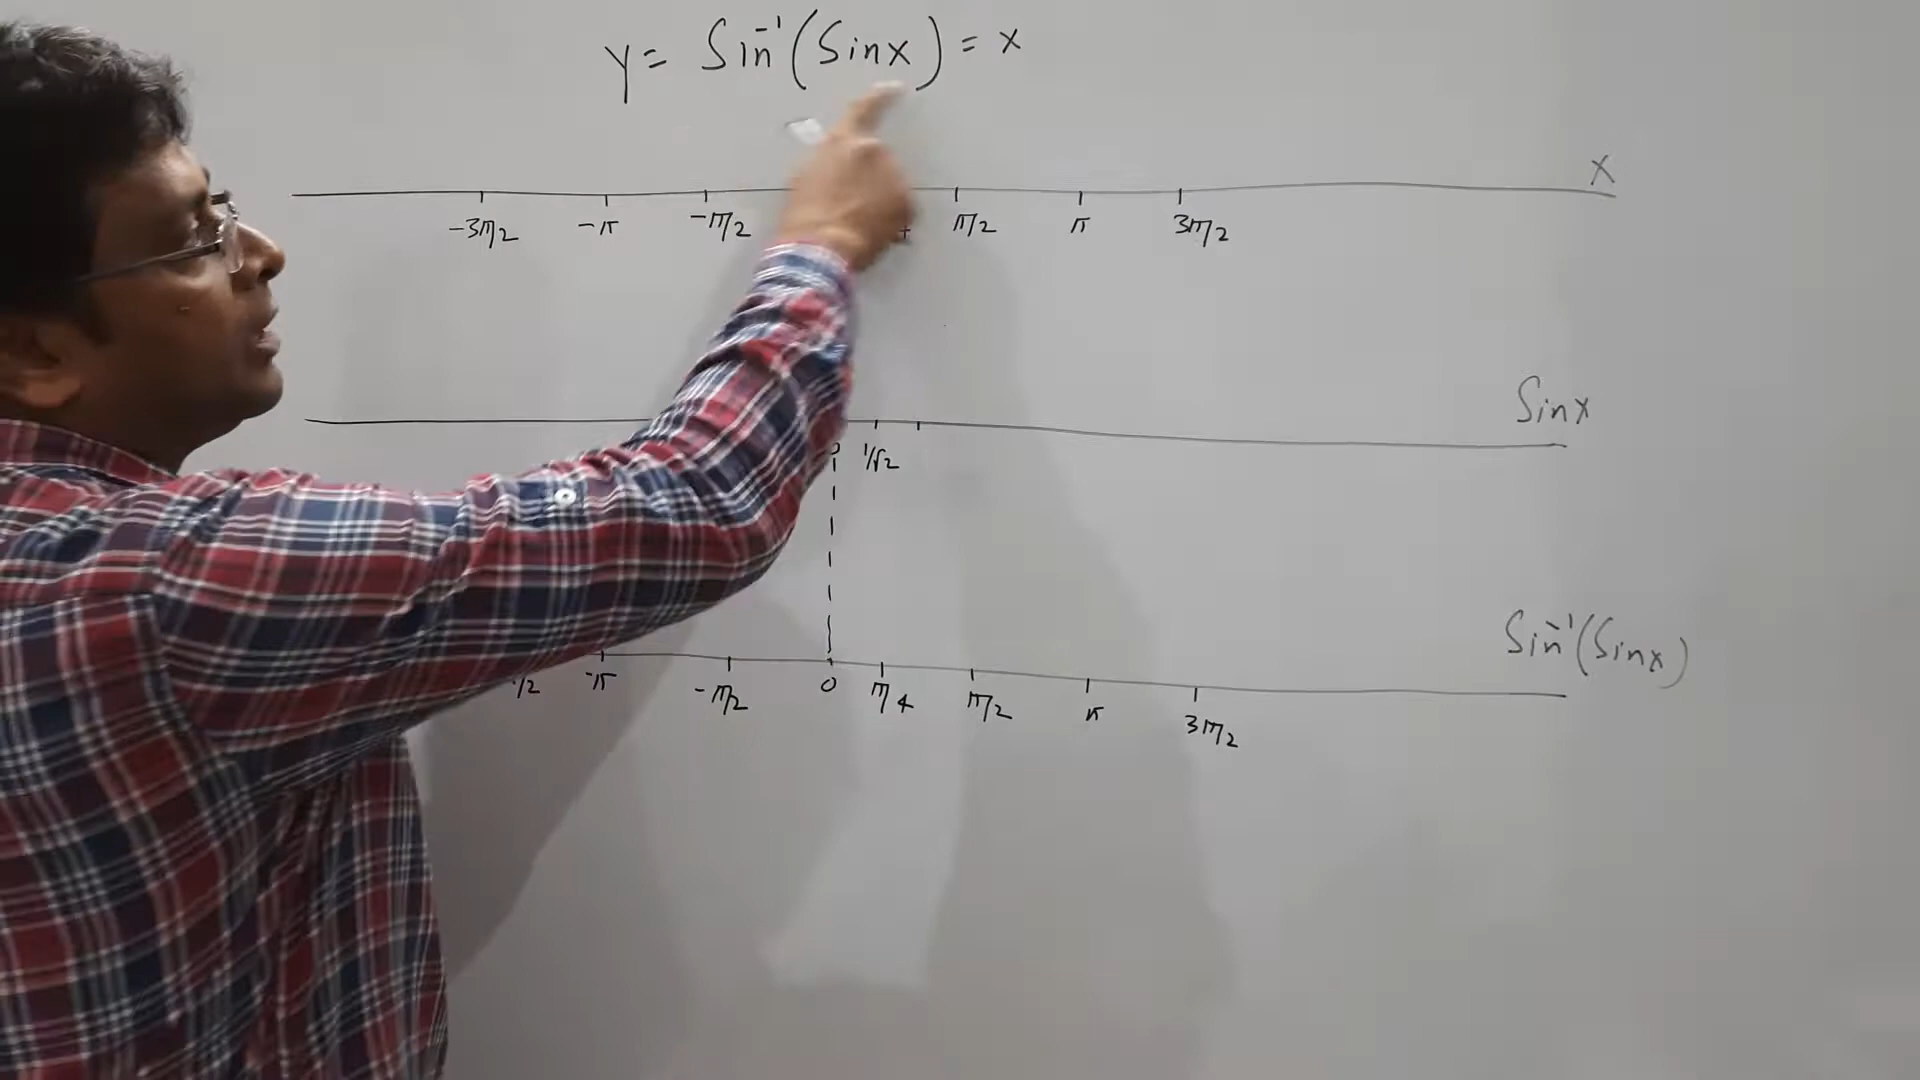 y = Sin⁻¹(Sinx) = x
x
-3π/2 -π -π/2 π/2 π 3π/2
Sinx
1/√2
Sin⁻¹(Sinx)
-π -π/2 0 π/4 π/2 π 3π/2